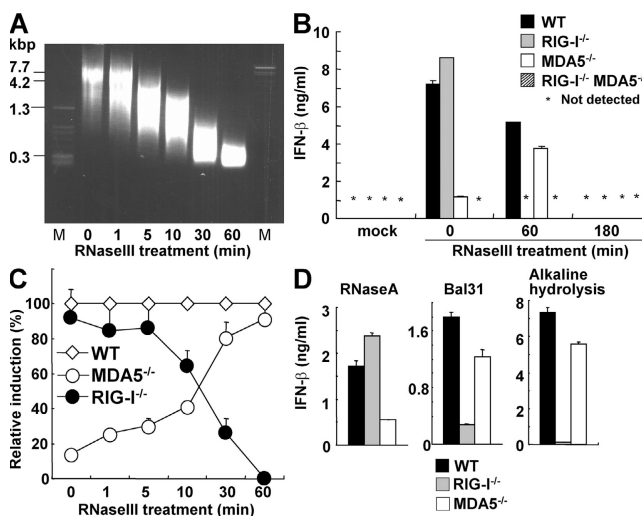 A
kbp
7.7
4.2
1.3
0.3
M 0 1 5 10 30 60 M
RNaseIII treatment (min)
B
WT
RIG-I-/-
MDA5-/-
RIG-I-/- MDA5-/
* Not detected
IFN-β (ng/ml)
10
8
6
4
2
0
* * * * * * * * * * *
mock 0 60 180
RNaseIII treatment (min)
C
Relative induction (%)
100
80
60
40
20
0
WT
MDA5-/-
RIG-I-/-
0 1 5 10 30 60
RNaseIII treatment (min)
D
RNaseA
Bal31
Alkaline
hydrolysis
IFN-β (ng/ml)
3
2
1
0
1.6
0.8
0
8
6
4
2
0
WT
RIG-I-/-
MDA5-/-